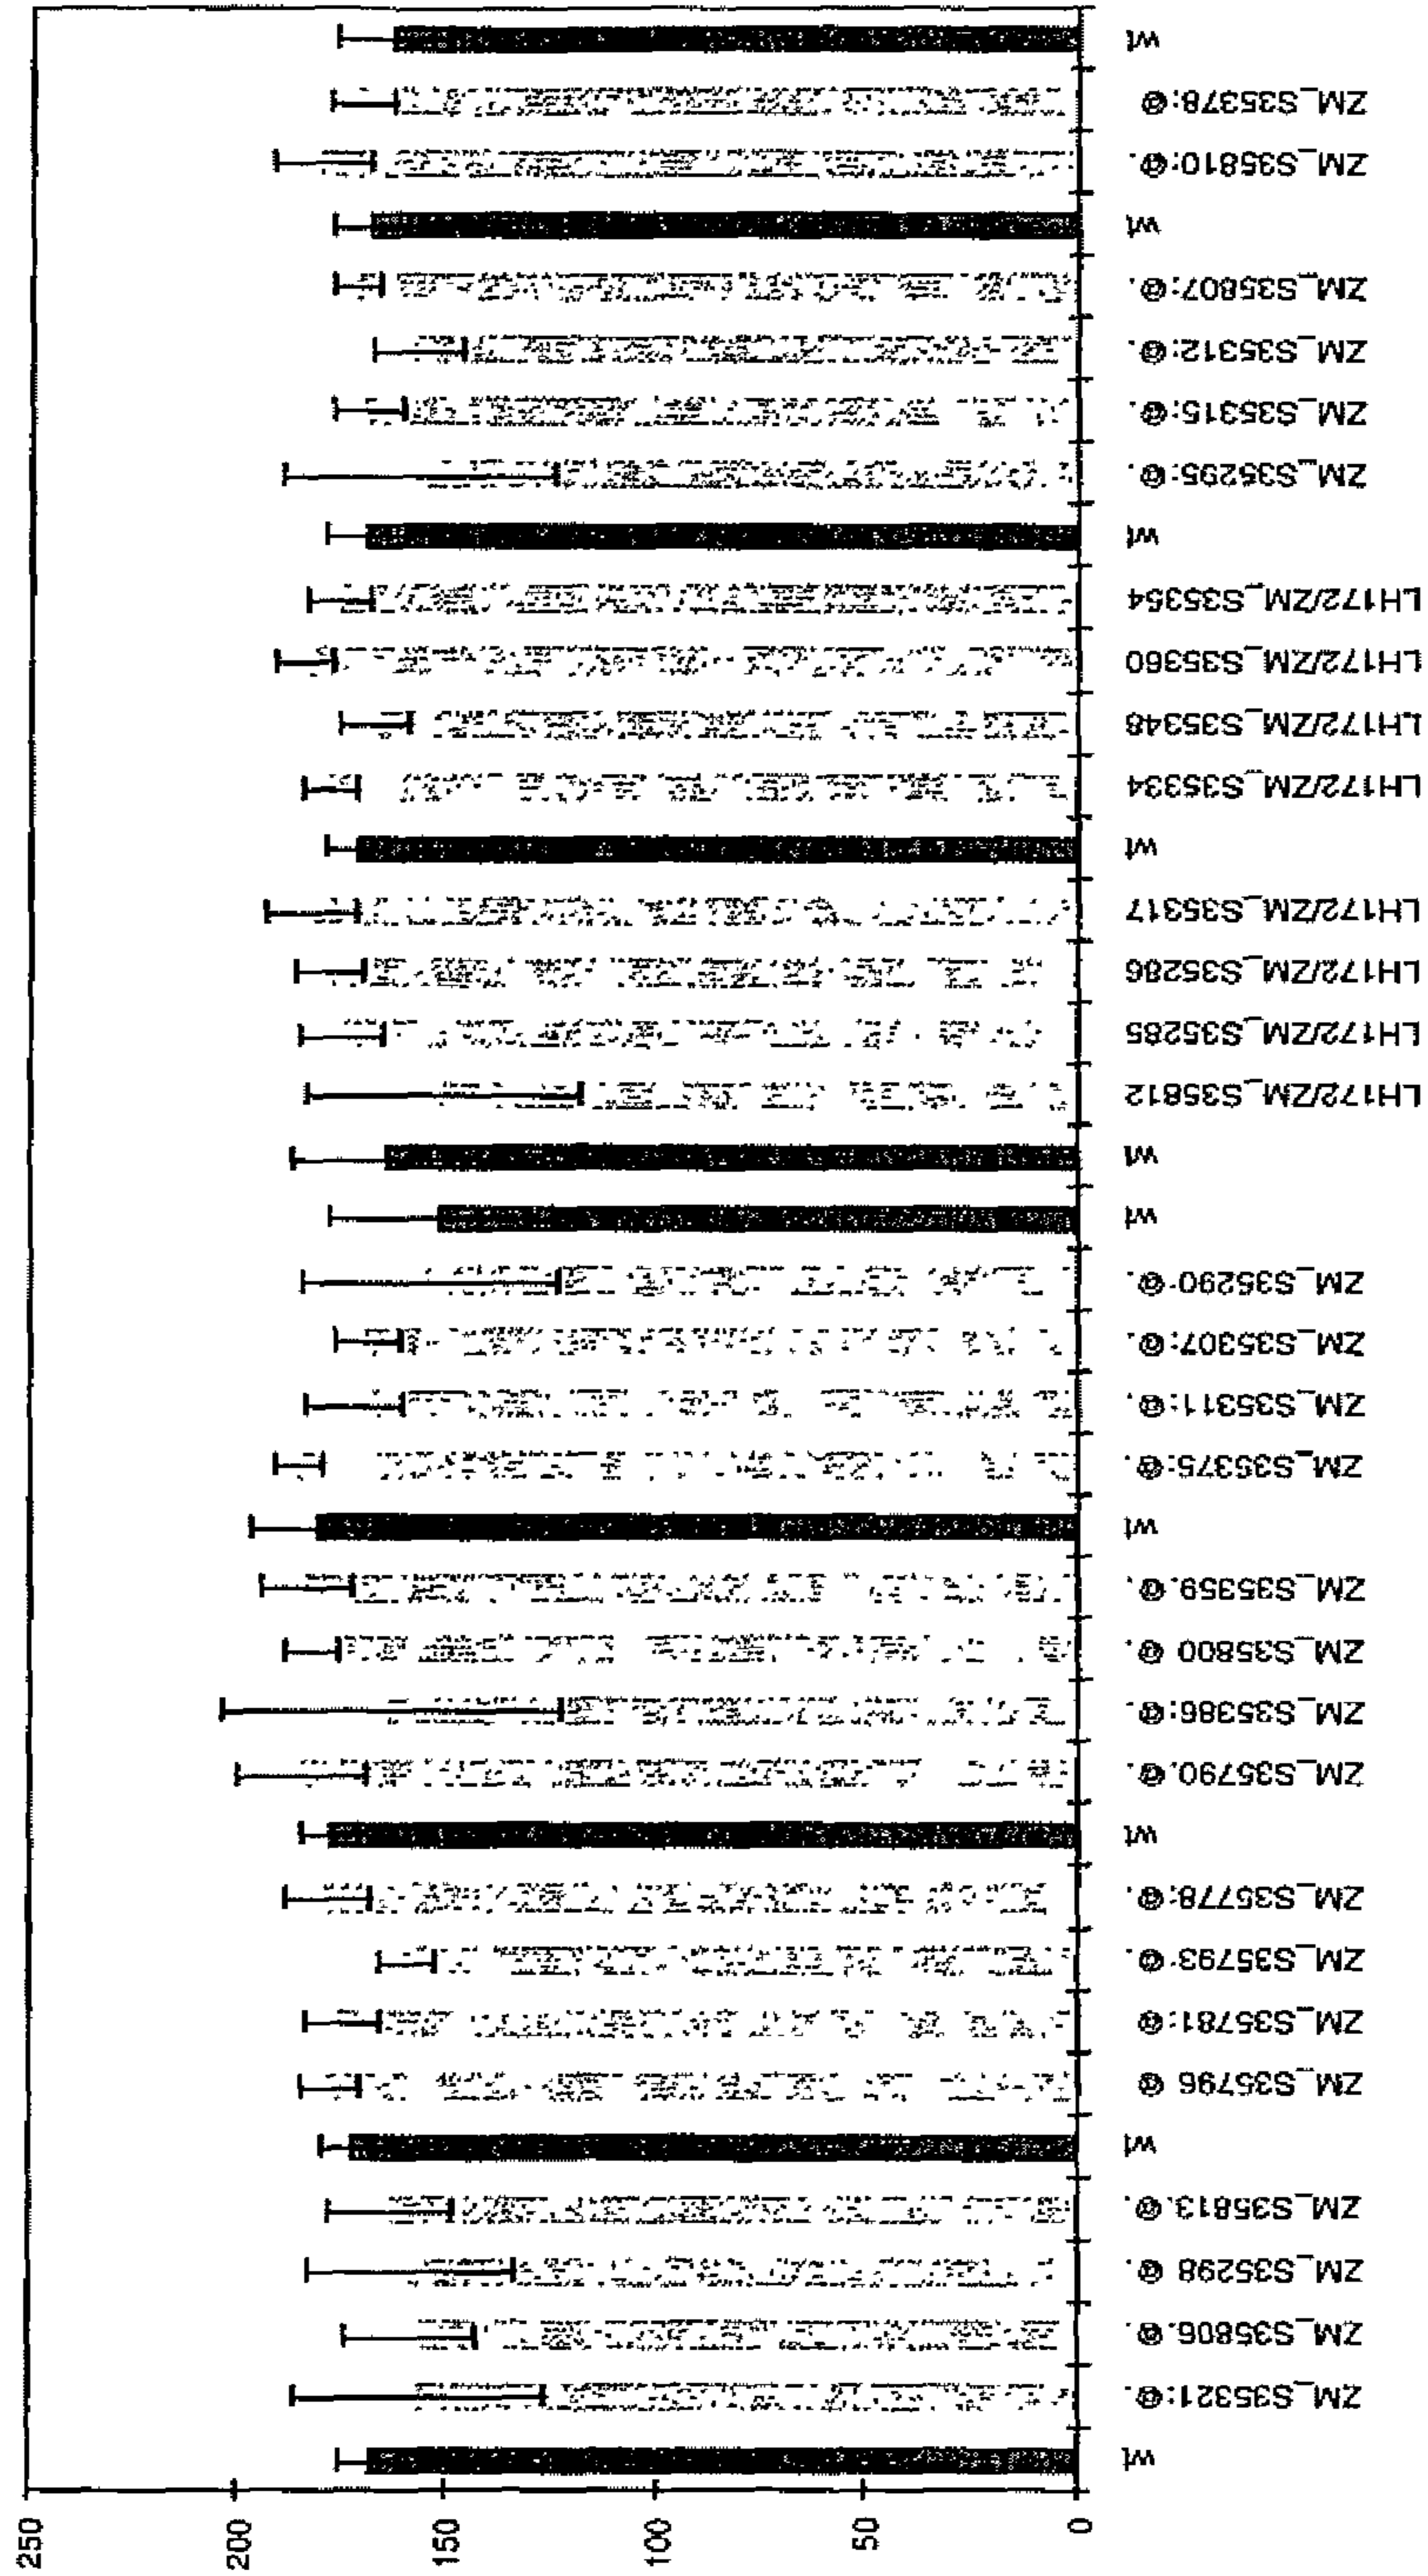 250
200
150
100
50
0
wt
ZM_S35321:@.
ZM_S35806.@.
ZM_S35298 @.
ZM_S35813.@.
wt
ZM_S35796 @
ZM_S35781:@.
ZM_S35793:@.
ZM_S35778:@.
wt
ZM_S35790.@.
ZM_S35386:@.
ZM_S35800 @.
ZM_S35359.@.
wt
ZM_S35375:@.
ZM_S35311:@.
ZM_S35307:@.
ZM_S35290:@.
wt
wt
LH172/ZM_S35812
LH172/ZM_S35285
LH172/ZM_S35286
LH172/ZM_S35317
wt
LH172/ZM_S35334
LH172/ZM_S35348
LH172/ZM_S35360
LH172/ZM_S35354
wt
ZM_S35295:@.
ZM_S35315:@.
ZM_S35312:@.
ZM_S35807:@.
wt
ZM_S35810:@.
ZM_S35378:@
wt